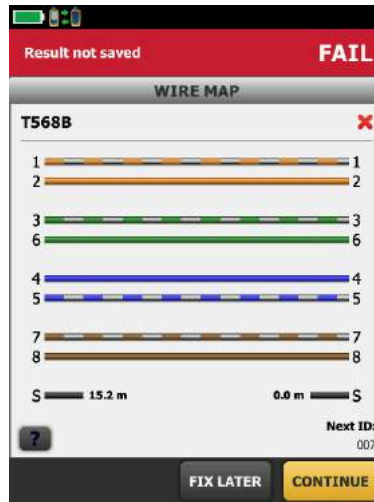 Result not saved FAIL
WIRE MAP
T568B
1 1
2 2
3 3
6 6
4 4
5 5
7 7
8 8
S 15.2 m 0.0 m S
?
Next ID:
007
FIX LATER CONTINUE